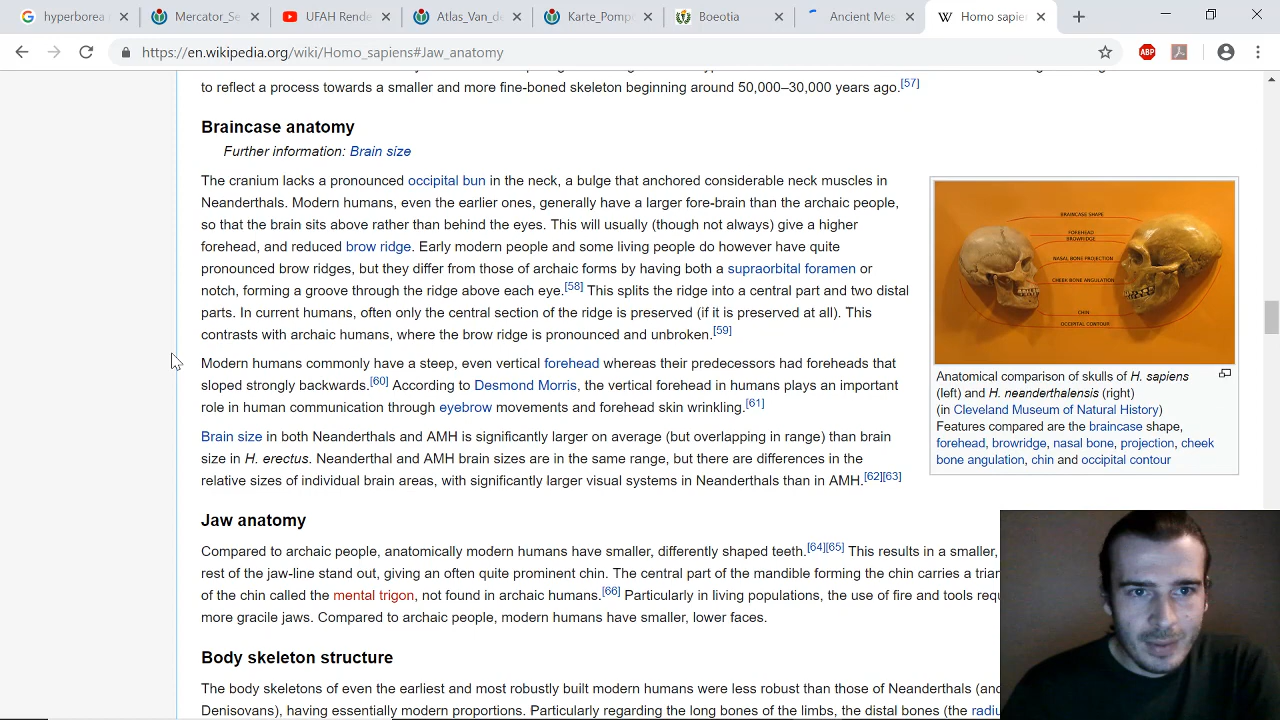 hyperborea
Mercator_Se
UFAH Rende
Atlas_Van_de
Karte_Pomp
Boeotia
Ancient Mes
Homo sapie
https://en.wikipedia.org/wiki/Homo_sapiens#Jaw_anatomy
ABP
to reflect a process towards a smaller and more fine-boned skeleton beginning around 50,000–30,000 years ago.[57]
Braincase anatomy
Further information: Brain size
The cranium lacks a pronounced occipital bun in the neck, a bulge that anchored considerable neck muscles in
Neanderthals. Modern humans, even the earlier ones, generally have a larger fore-brain than the archaic people,
so that the brain sits above rather than behind the eyes. This will usually (though not always) give a higher
forehead, and reduced brow ridge. Early modern people and some living people do however have quite
pronounced brow ridges, but they differ from those of archaic forms by having both a supraorbital foramen or
notch, forming a groove through the ridge above each eye.[58] This splits the ridge into a central part and two distal
parts. In current humans, often only the central section of the ridge is preserved (if it is preserved at all). This
contrasts with archaic humans, where the brow ridge is pronounced and unbroken.[59]
Modern humans commonly have a steep, even vertical forehead whereas their predecessors had foreheads that
sloped strongly backwards.[60] According to Desmond Morris, the vertical forehead in humans plays an important
role in human communication through eyebrow movements and forehead skin wrinkling.[61]
Brain size in both Neanderthals and AMH is significantly larger on average (but overlapping in range) than brain
size in H. erectus. Neanderthal and AMH brain sizes are in the same range, but there are differences in the
relative sizes of individual brain areas, with significantly larger visual systems in Neanderthals than in AMH.[62][63]
BRAINCASE SHAPE
FOREHEAD
BROWRIDGE
NASAL BONE PROJECTION
CHEEK BONE ANGULATION
CHIN
OCCIPITAL CONTOUR
Anatomical comparison of skulls of H. sapiens
(left) and H. neanderthalensis (right)
(in Cleveland Museum of Natural History)
Features compared are the braincase shape,
forehead, browridge, nasal bone, projection, cheek
bone angulation, chin and occipital contour
Jaw anatomy
Compared to archaic people, anatomically modern humans have smaller, differently shaped teeth.[64][65] This results in a smaller,
rest of the jaw-line stand out, giving an often quite prominent chin. The central part of the mandible forming the chin carries a trian
of the chin called the mental trigon, not found in archaic humans.[66] Particularly in living populations, the use of fire and tools requ
more gracile jaws. Compared to archaic people, modern humans have smaller, lower faces.
Body skeleton structure
The body skeletons of even the earliest and most robustly built modern humans were less robust than those of Neanderthals (and
Denisovans), having essentially modern proportions. Particularly regarding the long bones of the limbs, the distal bones (the radiu